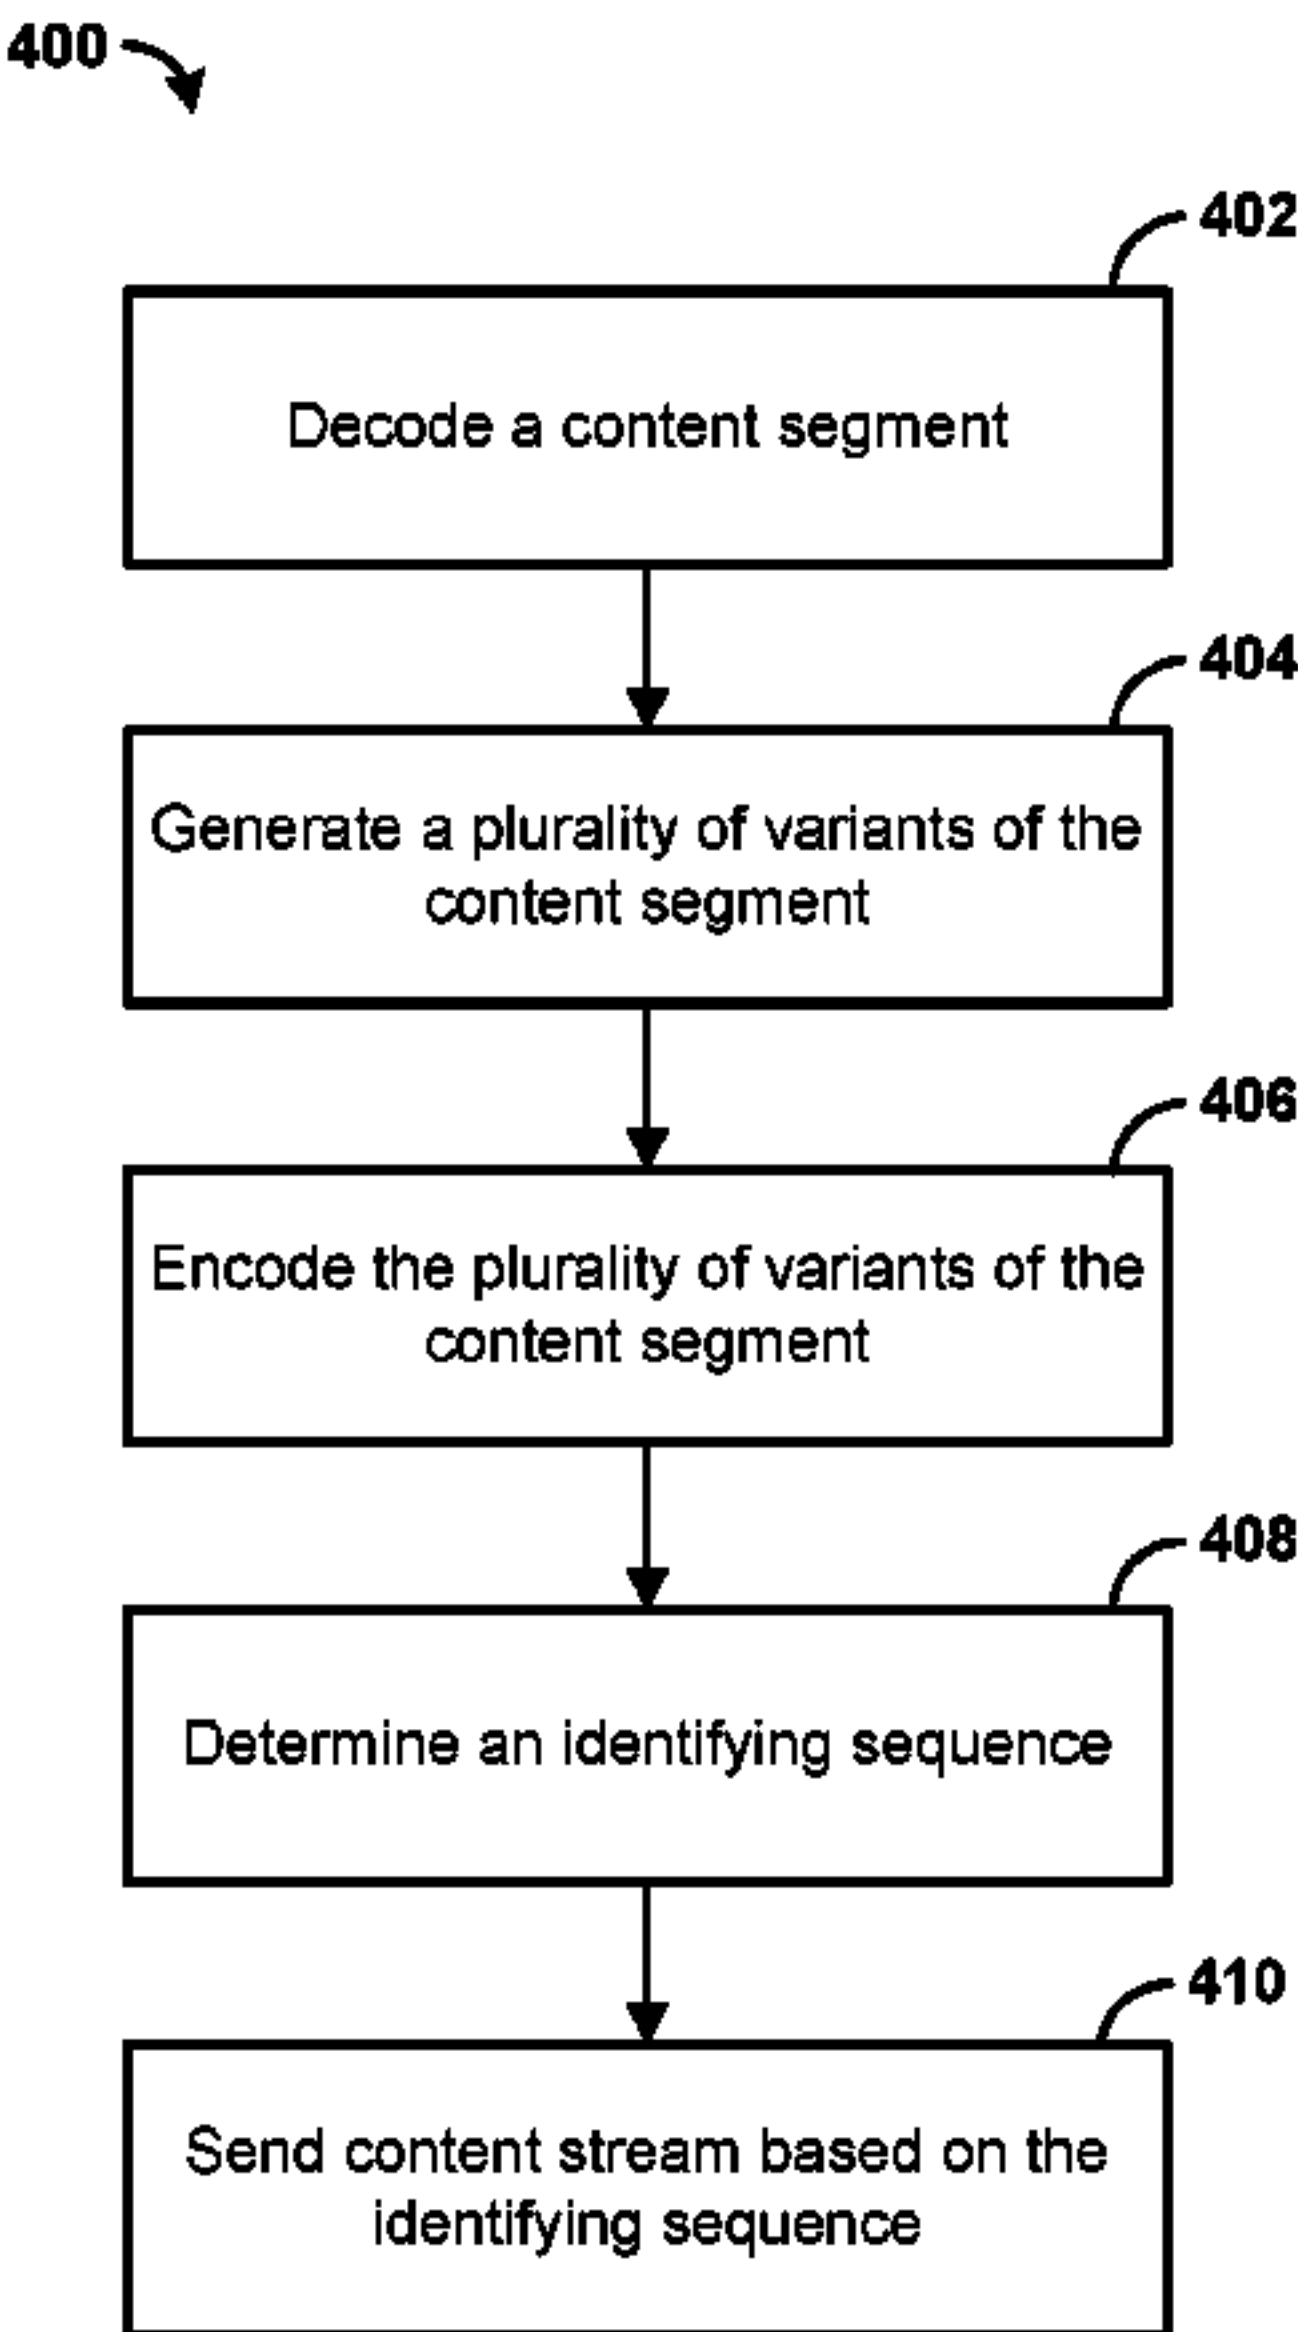 400
402
Decode a content segment
404
Generate a plurality of variants of the
content segment
406
Encode the plurality of variants of the
content segment
408
Determine an identifying sequence
410
Send content stream based on the
identifying sequence